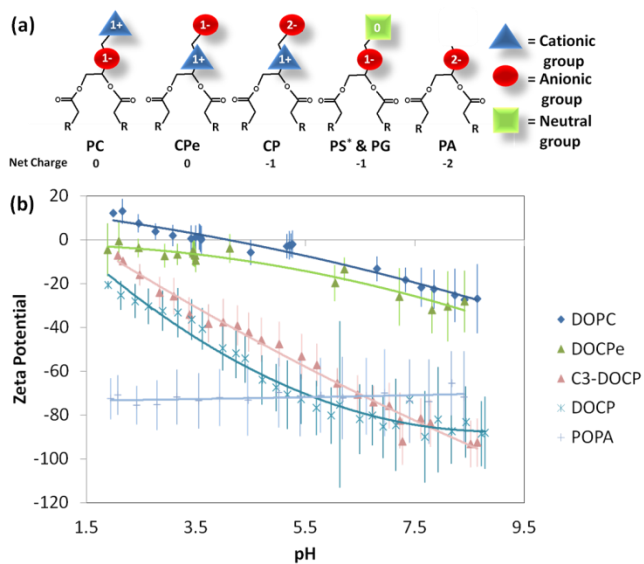 (a)
1+ 1- 2- 0
1- 1+ 1+ 1- 2-
= Cationic group
= Anionic group
= Neutral group
R R R R R R R R R R
PC CPe CP PS* & PG PA
Net Charge 0 0 -1 -1 -2
(b)
20
0
-20
-40
-60
-80
-100
-120
Zeta Potential
1.5 3.5 5.5 7.5 9.5
pH
DOPC
DOCPe
C3-DOCP
DOCP
POPA